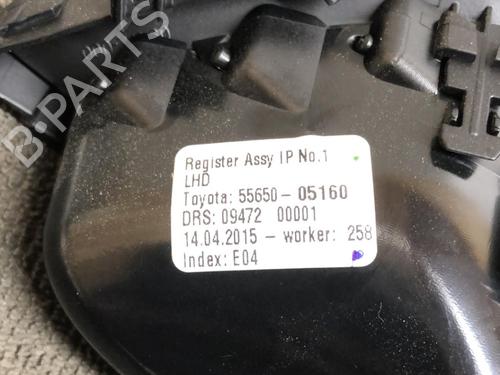 B-PARTS
Register Assy IP No.1
LHD
Toyota: 55650-05160
DRS: 09472 00001
14.04.2015 - worker: 258
Index: E04